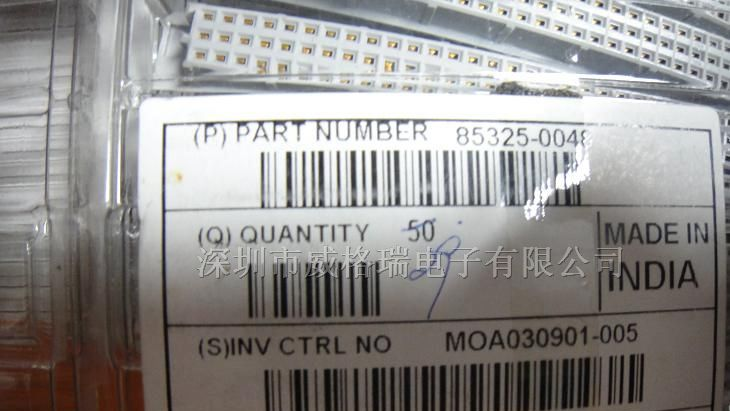 (P) PART NUMBER 85325-0048
(Q) QUANTITY 50
MADE IN
INDIA
深圳市威格瑞电子有限公司
(S)INV CTRL NO MOA030901-005